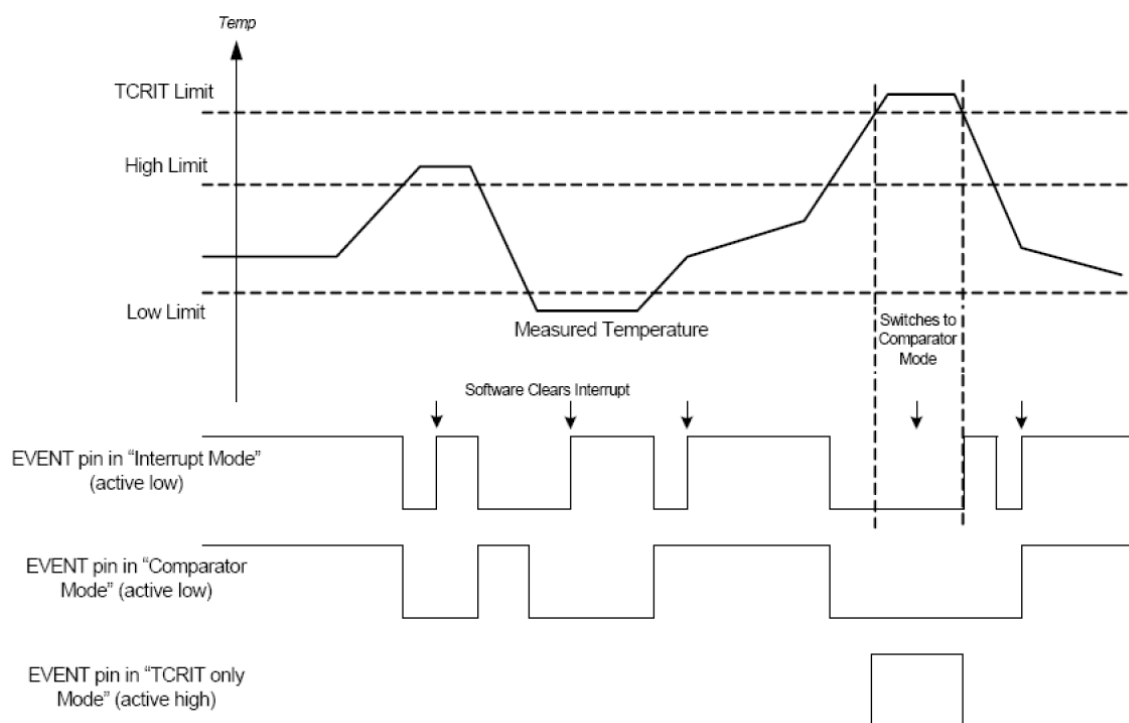 Temp
TCRIT Limit
High Limit
Low Limit
Measured Temperature
Switches to
Comparator
Mode
Software Clears Interrupt
EVENT pin in “Interrupt Mode”
(active low)
EVENT pin in “Comparator
Mode” (active low)
EVENT pin in “TCRIT only
Mode” (active high)